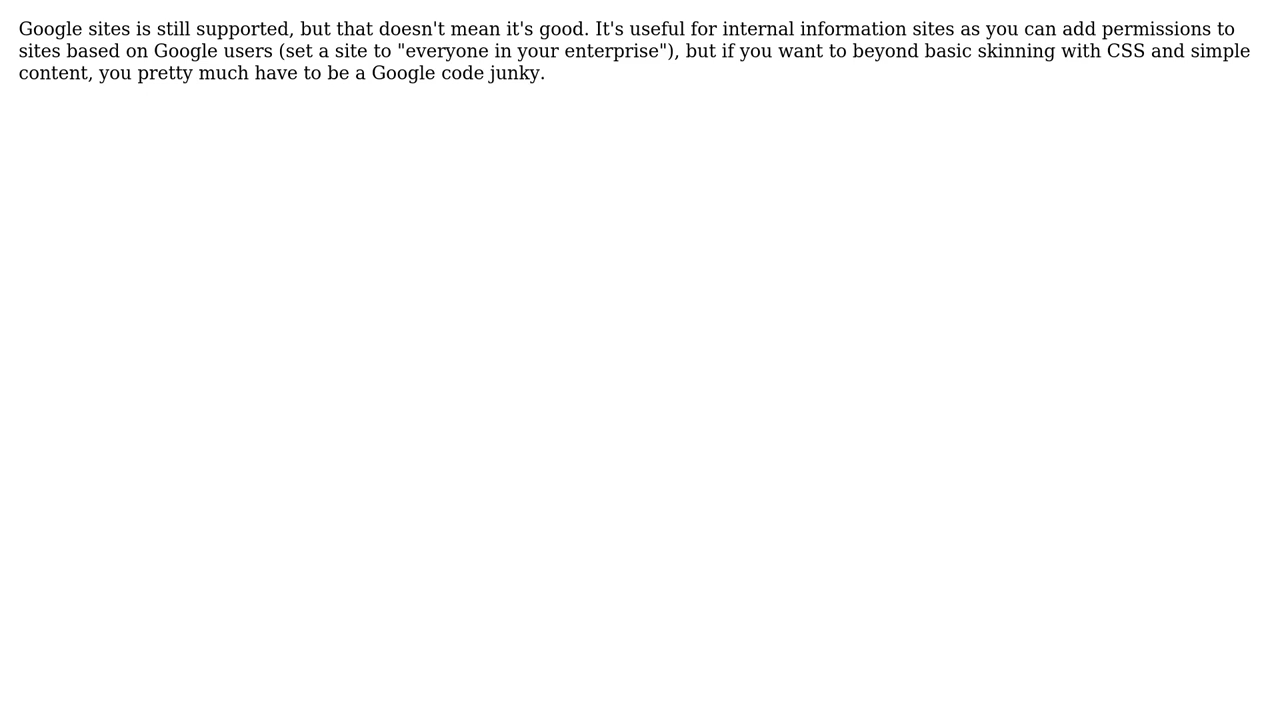 Google sites is still supported, but that doesn't mean it's good. It's useful for internal information sites as you can add permissions to
sites based on Google users (set a site to "everyone in your enterprise"), but if you want to beyond basic skinning with CSS and simple
content, you pretty much have to be a Google code junky.